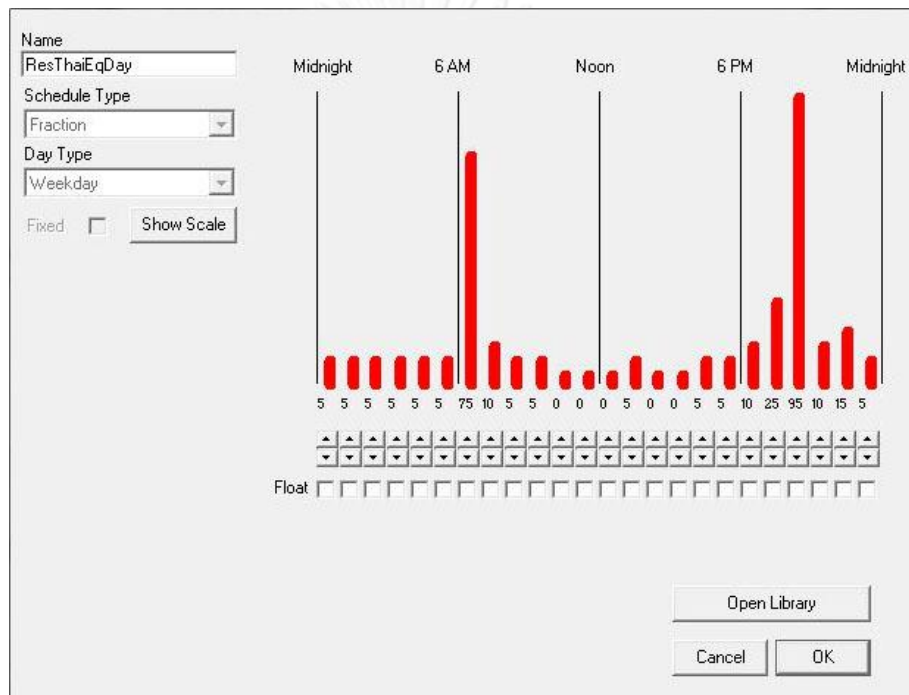 Name
ResThaiEqDay
Schedule Type
Fraction
Day Type
Weekday
Fixed Show Scale
Midnight 6 AM Noon 6 PM Midnight
5 5 5 5 5 5 75 10 5 5 0 0 0 5 0 0 5 5 10 25 95 10 15 5
Float
Open Library
Cancel OK